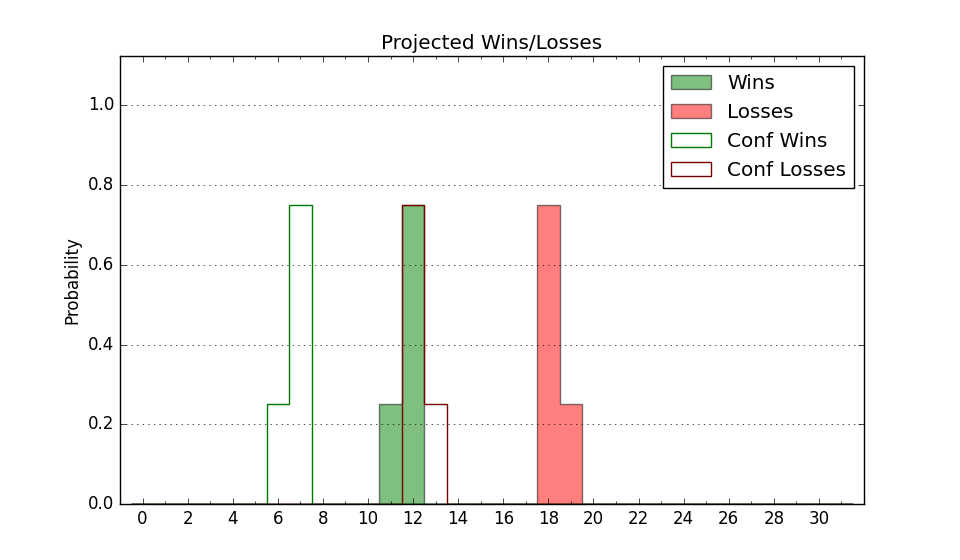 Projected Wins/Losses
Wins
Losses
Conf Wins
Conf Losses
Probability
1.0
0.8
0.6
0.4
0.2
0.0
0 2 4 6 8 10 12 14 16 18 20 22 24 26 28 30